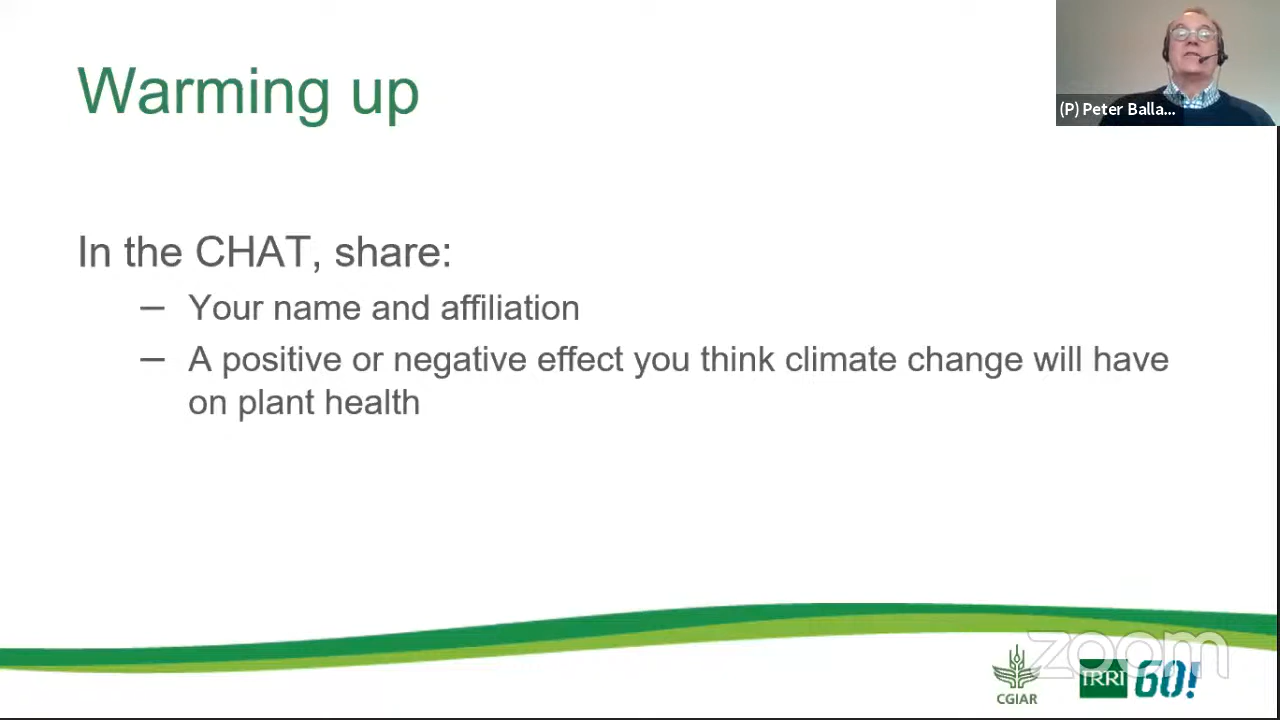 Warming up
(P) Peter Balla...
In the CHAT, share:
– Your name and affiliation
– A positive or negative effect you think climate change will have
on plant health
zoom
CGIAR
IRRI 60!